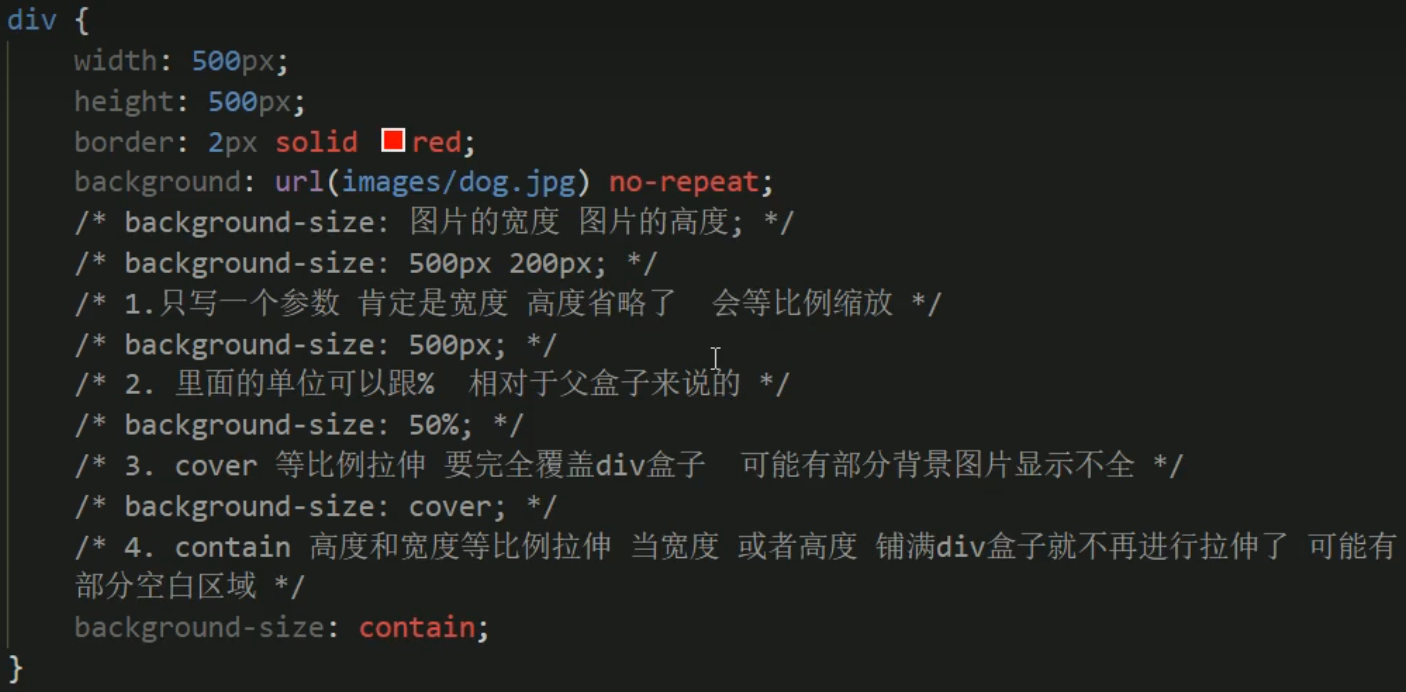 div {
    width: 500px;
    height: 500px;
    border: 2px solid red;
    background: url(images/dog.jpg) no-repeat;
    /* background-size: 图片的宽度 图片的高度; */
    /* background-size: 500px 200px; */
    /* 1.只写一个参数 肯定是宽度 高度省略了  会等比例缩放 */
    /* background-size: 500px; */
    /* 2. 里面的单位可以跟%  相对于父盒子来说的 */
    /* background-size: 50%; */
    /* 3. cover 等比例拉伸 要完全覆盖div盒子  可能有部分背景图片显示不全 */
    /* background-size: cover; */
    /* 4. contain 高度和宽度等比例拉伸 当宽度 或者高度 铺满div盒子就不再进行拉伸了 可能有
    部分空白区域 */
    background-size: contain;
}